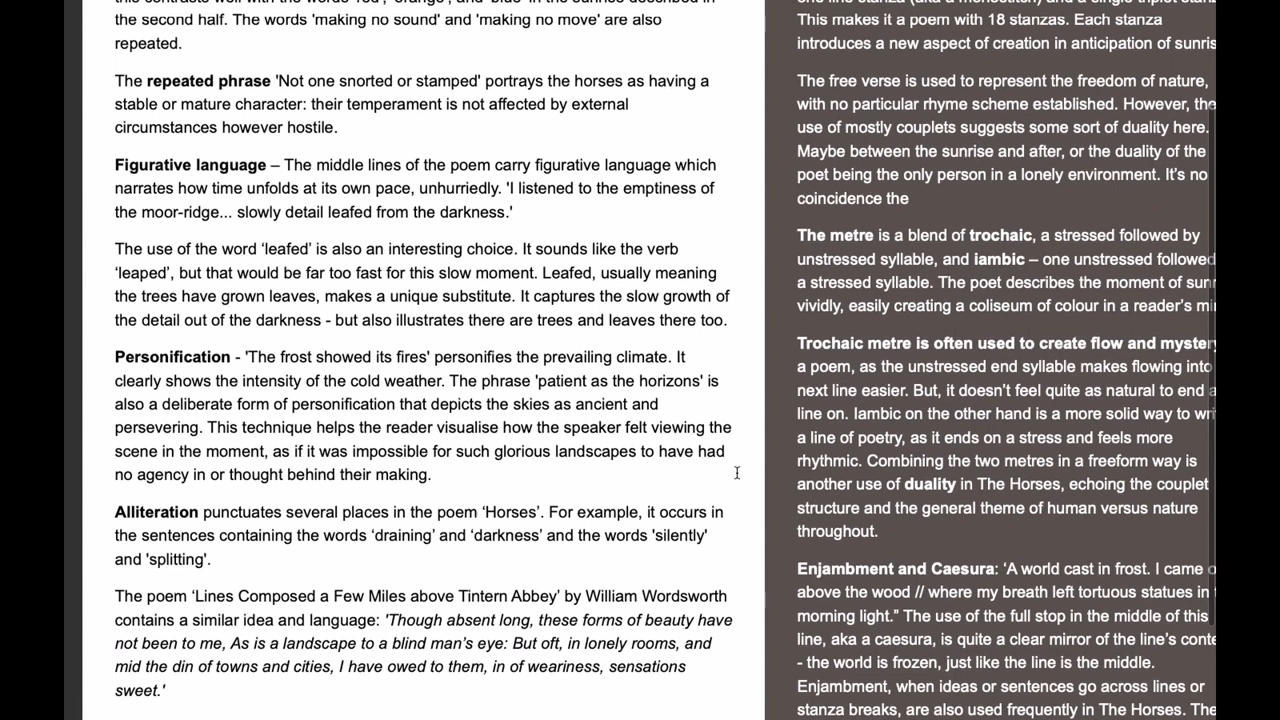 the second half. The words 'making no sound' and 'making no move' are also
repeated.
The repeated phrase 'Not one snorted or stamped' portrays the horses as having a
stable or mature character: their temperament is not affected by external
circumstances however hostile.
Figurative language – The middle lines of the poem carry figurative language which
narrates how time unfolds at its own pace, unhurriedly. 'I listened to the emptiness of
the moor-ridge... slowly detail leafed from the darkness.'
The use of the word ‘leafed’ is also an interesting choice. It sounds like the verb
‘leaped’, but that would be far too fast for this slow moment. Leafed, usually meaning
the trees have grown leaves, makes a unique substitute. It captures the slow growth of
the detail out of the darkness - but also illustrates there are trees and leaves there too.
Personification - 'The frost showed its fires' personifies the prevailing climate. It
clearly shows the intensity of the cold weather. The phrase 'patient as the horizons' is
also a deliberate form of personification that depicts the skies as ancient and
persevering. This technique helps the reader visualise how the speaker felt viewing the
scene in the moment, as if it was impossible for such glorious landscapes to have had
no agency in or thought behind their making.
Alliteration punctuates several places in the poem ‘Horses’. For example, it occurs in
the sentences containing the words ‘draining’ and ‘darkness’ and the words 'silently'
and 'splitting'.
The poem ‘Lines Composed a Few Miles above Tintern Abbey’ by William Wordsworth
contains a similar idea and language: 'Though absent long, these forms of beauty have
not been to me, As is a landscape to a blind man’s eye: But oft, in lonely rooms, and
mid the din of towns and cities, I have owed to them, in of weariness, sensations
sweet.'
This makes it a poem with 18 stanzas. Each stanza
introduces a new aspect of creation in anticipation of sunris
The free verse is used to represent the freedom of nature,
with no particular rhyme scheme established. However, the
use of mostly couplets suggests some sort of duality here.
Maybe between the sunrise and after, or the duality of the
poet being the only person in a lonely environment. It’s no
coincidence the
The metre is a blend of trochaic, a stressed followed by
unstressed syllable, and iambic – one unstressed followed
a stressed syllable. The poet describes the moment of
vividly, easily creating a coliseum of colour in a reader’s
Trochaic metre is often used to create flow and mystery
a poem, as the unstressed end syllable makes flowing into
next line easier. But, it doesn’t feel quite as natural to end a
line on. Iambic on the other hand is a more solid way to
a line of poetry, as it ends on a stress and feels more
rhythmic. Combining the two metres in a freeform way is
another use of duality in The Horses, echoing the couplet
structure and the general theme of human versus nature
throughout.
Enjambment and Caesura: ‘A world cast in frost. I came
above the wood // where my breath left tortuous statues in
morning light.” The use of the full stop in the middle of this
line, aka a caesura, is quite a clear mirror of the line’s
- the world is frozen, just like the line is the middle.
Enjambment, when ideas or sentences go across lines or
stanza breaks, are also used frequently in The Horses. The